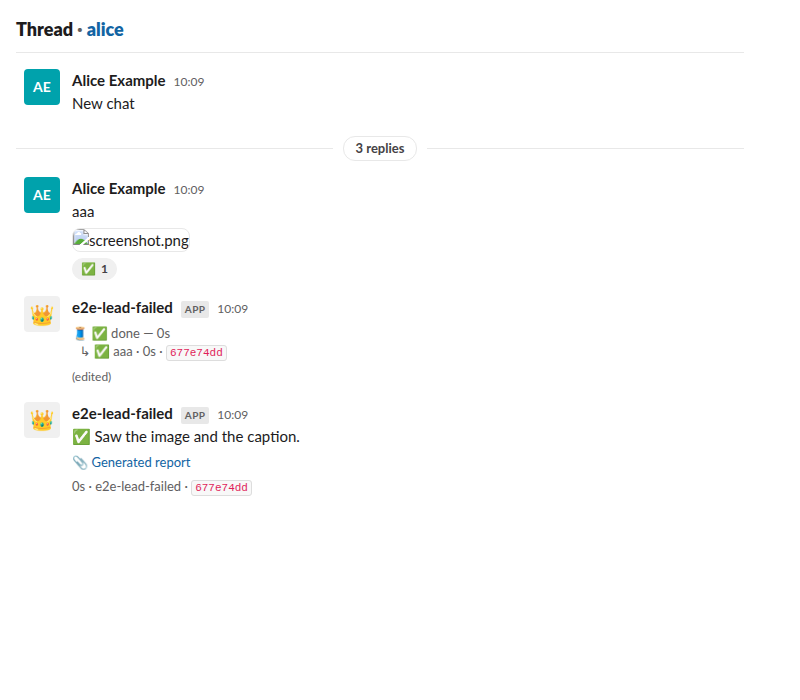 Thread • alice
AE
Alice Example 10:09
New chat
3 replies
AE
Alice Example 10:09
aaa
screenshot.png
✅ 1
e2e-lead-failed APP 10:09
🧵 ✅ done — 0s
↳ ✅ aaa · 0s · 677e74dd
(edited)
e2e-lead-failed APP 10:09
✅ Saw the image and the caption.
📎 Generated report
0s · e2e-lead-failed · 677e74dd